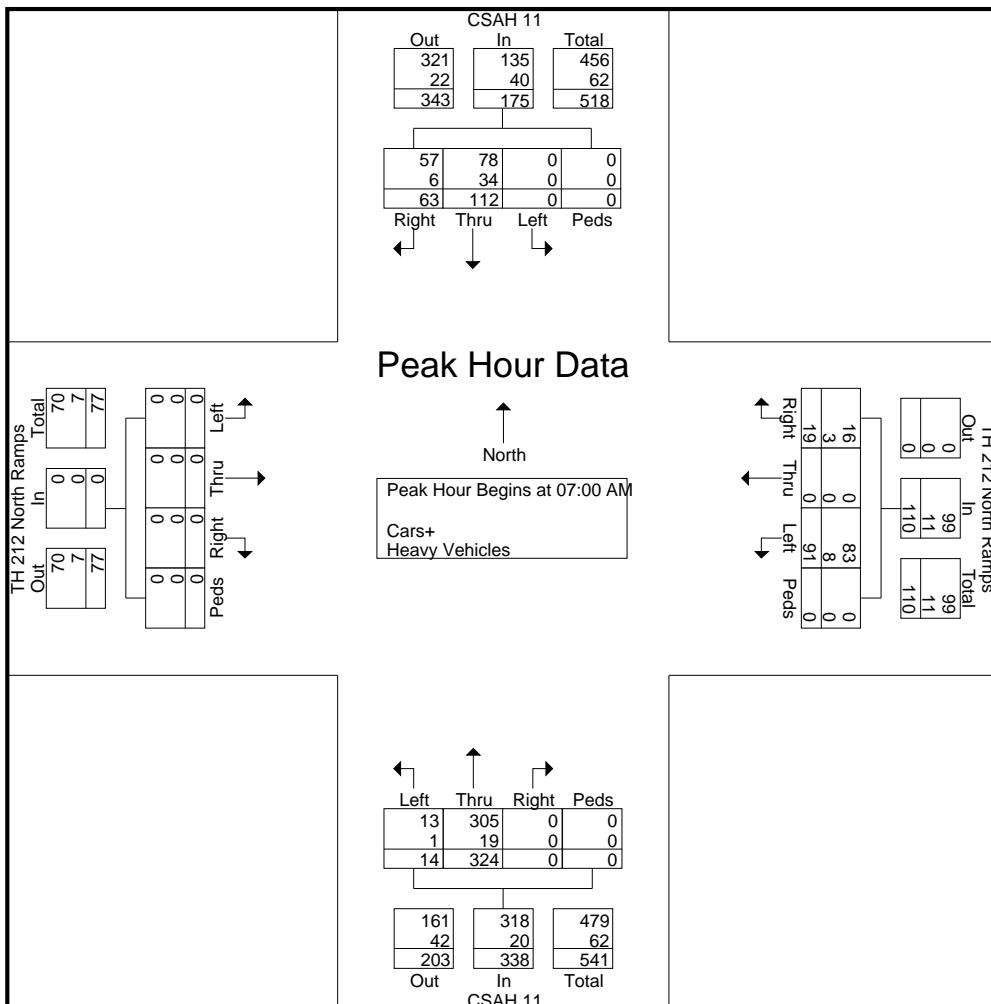 CSAH 11
Out In Total
321 135 456
22 40 62
343 175 518
57 78 0 0
6 34 0 0
63 112 0 0
Right Thru Left Peds
Peak Hour Data
North
Peak Hour Begins at 07:00 AM
Cars+
Heavy Vehicles
TH 212 North Ramps
Out In Total
77 0 77
7 0 7
70 0 70
Left Thru Right Peds
0 0 0 0
0 0 0 0
0 0 0 0
Right Thru Left Peds
16 0 83 0
3 0 8 0
19 0 91 0
TH 212 North Ramps
Out In Total
0 99 99
0 11 11
0 110 110
Left Thru Right Peds
13 305 0 0
1 19 0 0
14 324 0 0
161 318 479
42 20 62
203 338 541
Out In Total
CSAH 11